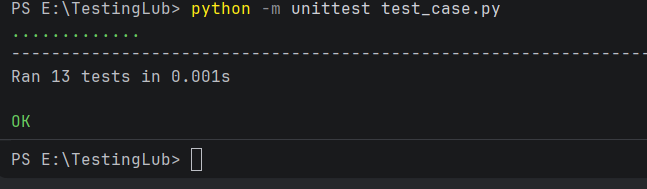 PS E:\TestingLub> python -m unittest test_case.py
.............
----------------------------------------------------------------------
Ran 13 tests in 0.001s
OK
PS E:\TestingLub>